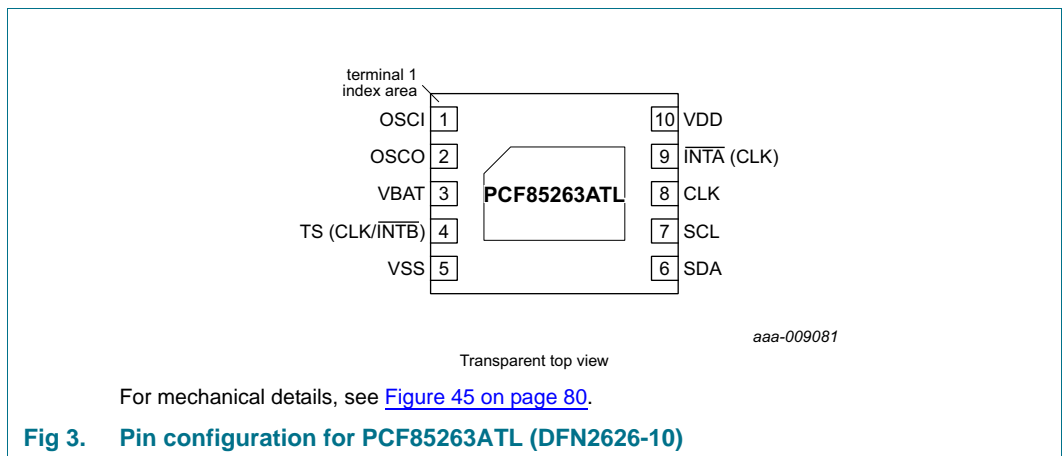 terminal 1
index area
OSCI 1
10 VDD
OSCO 2
9 INTA (CLK)
VBAT 3
PCF85263ATL
8 CLK
TS (CLK/INTB) 4
7 SCL
VSS 5
6 SDA
aaa-009081
Transparent top view
For mechanical details, see Figure 45 on page 80.
Fig 3. Pin configuration for PCF85263ATL (DFN2626-10)